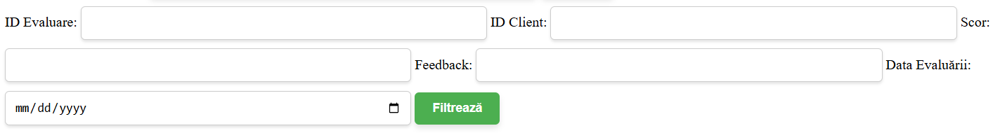 ID Evaluare: ID Client: Scor:
Feedback: Data Evaluării:
mm/dd/yyyy Filtrează